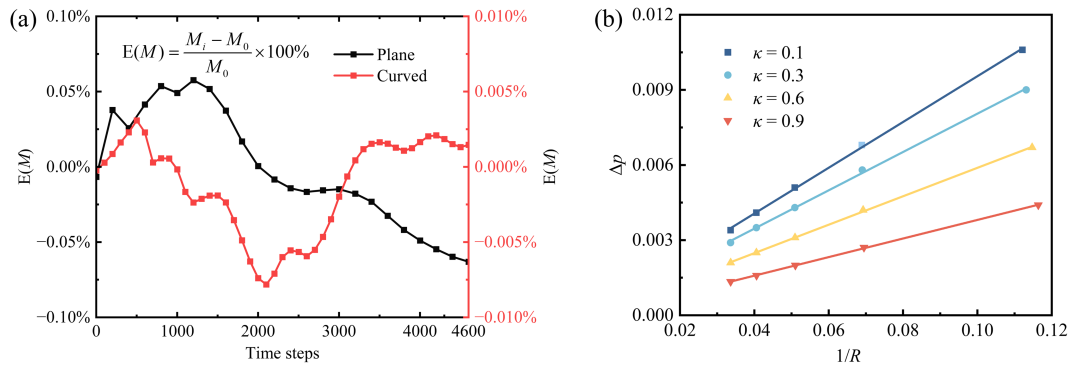 (a)
0.10%
0.05%
0.00%
−0.05%
−0.10%
E(M)
E(M) = (M_i − M_0) / M_0 × 100%
Plane
Curved
0.010%
0.005%
0.000%
−0.005%
−0.010%
E(M)
0 1000 2000 3000 4000 4600
Time steps
(b)
0.012
0.009
0.006
0.003
0.000
Δp
κ = 0.1
κ = 0.3
κ = 0.6
κ = 0.9
0.02 0.04 0.06 0.08 0.10 0.12
1/R